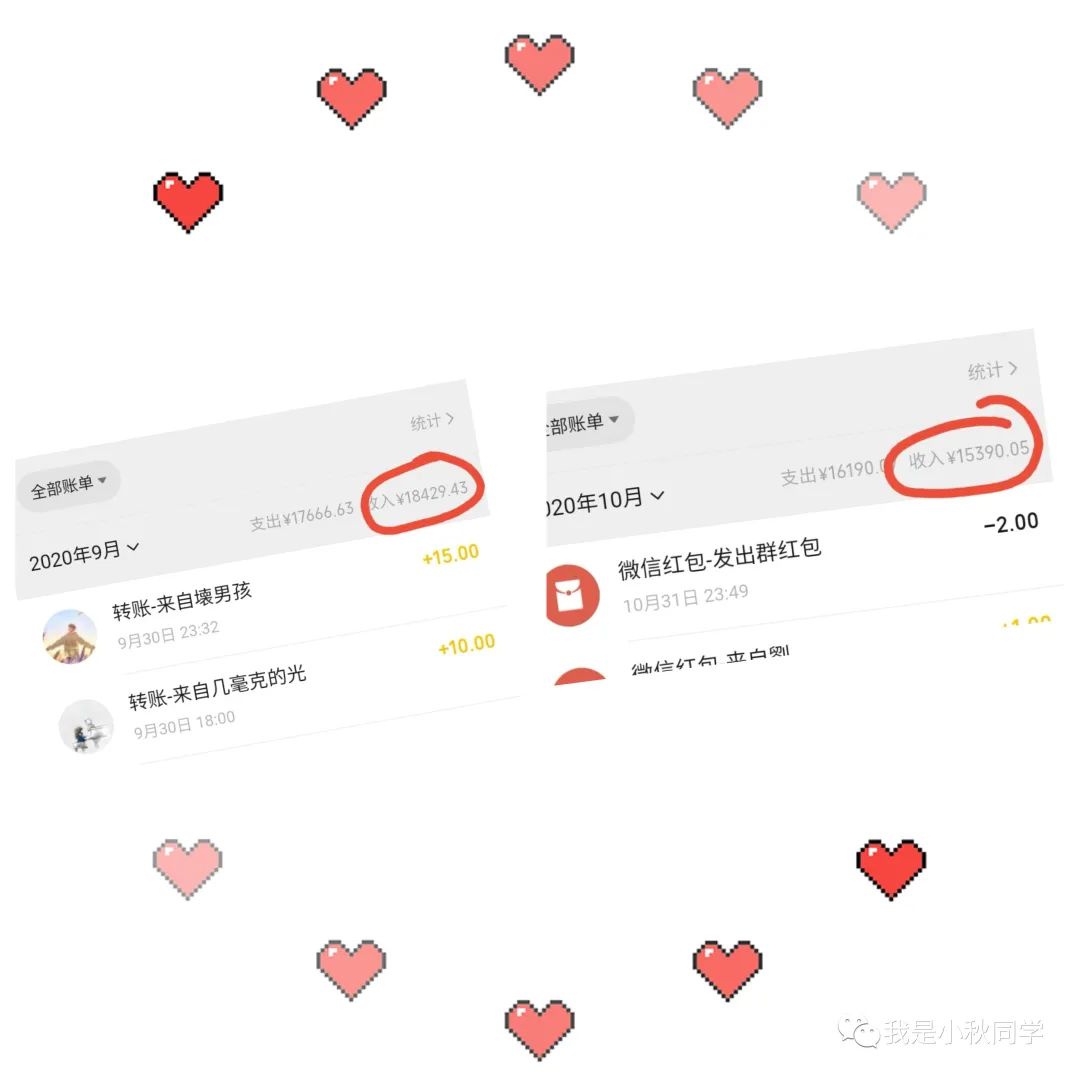 统计
全部账单
2020年9月
支出¥17666.63 收入¥18429.43
转账-来自壞男孩
+15.00
9月30日 23:32
转账-来自几毫克的光
+10.00
9月30日 18:00
统计
全部账单
020年10月
支出¥16190.0
收入¥15390.05
微信红包-发出群红包
-2.00
10月31日 23:49
微信红包-来自劉
+1.00
我是小秋同学